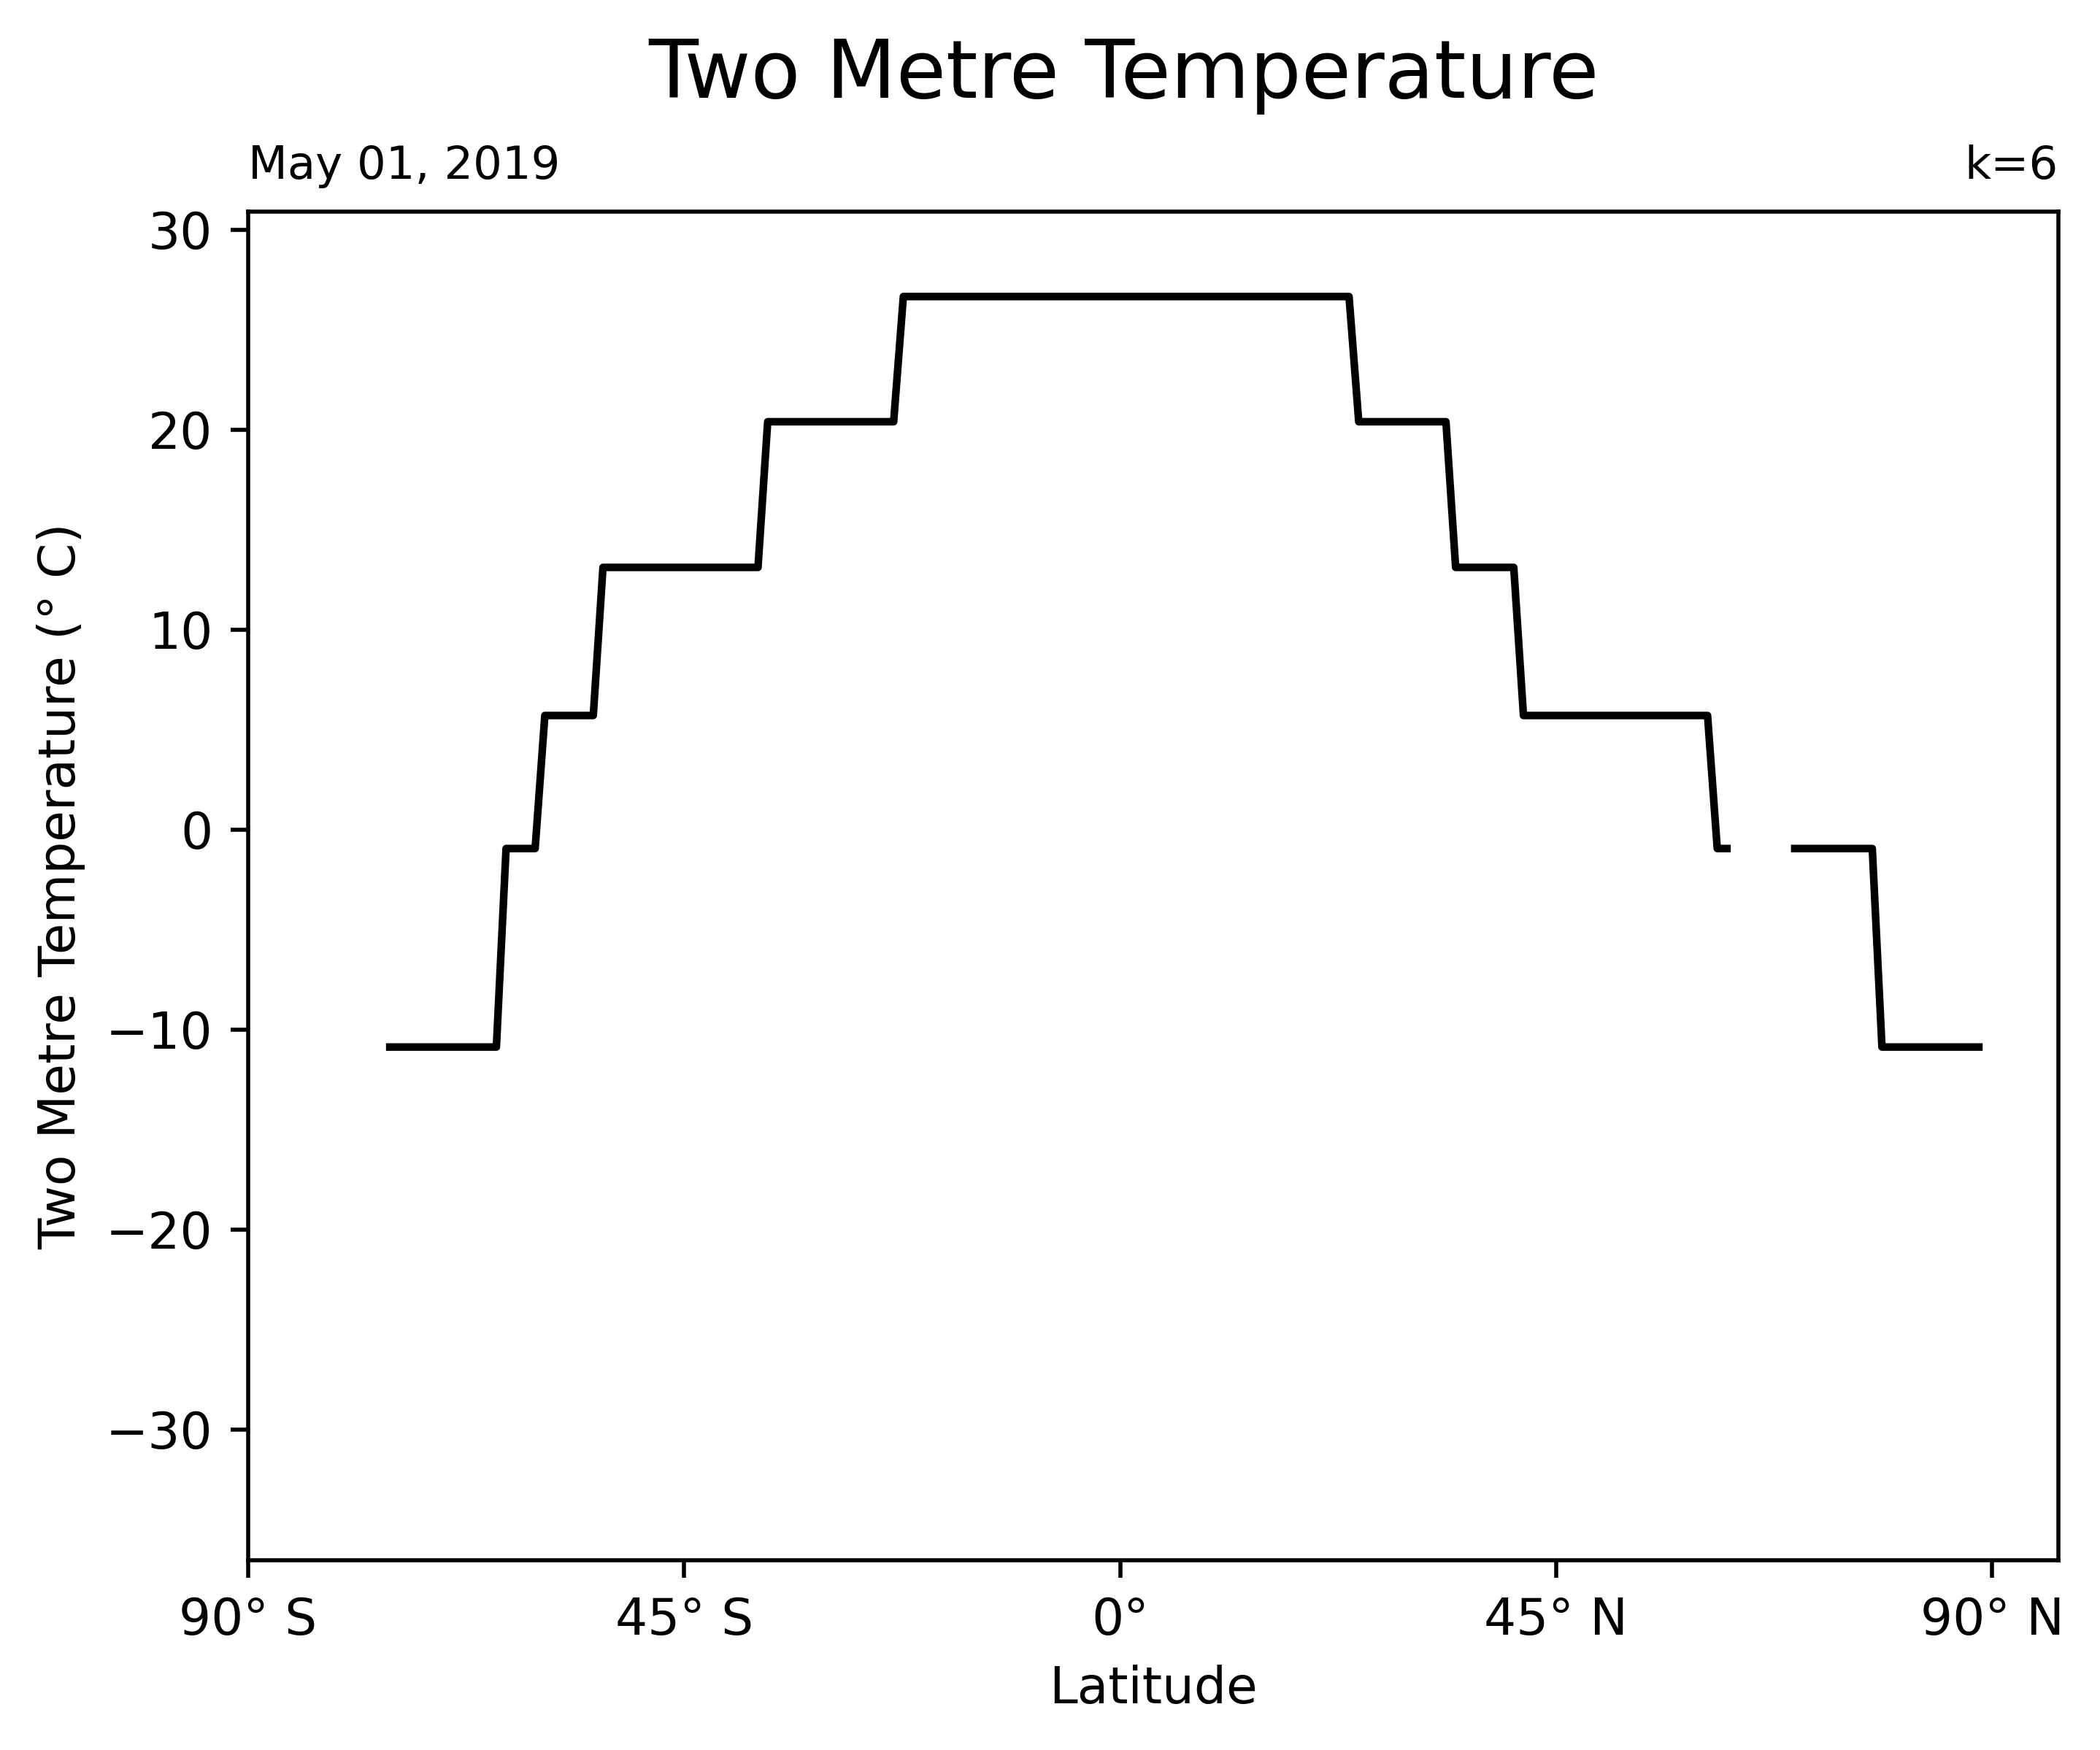 Two Metre Temperature
May 01, 2019
k=6
30
20
10
0
−10
−20
−30
Two Metre Temperature (° C)
90° S
45° S
0°
45° N
90° N
Latitude